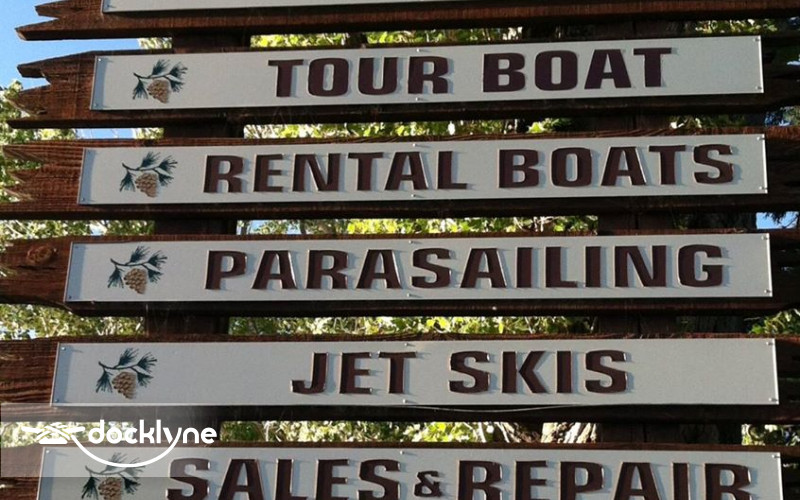 TOUR BOAT
RENTAL BOATS
PARASAILING
JET SKIS
docklyne
SALES & REPAIR